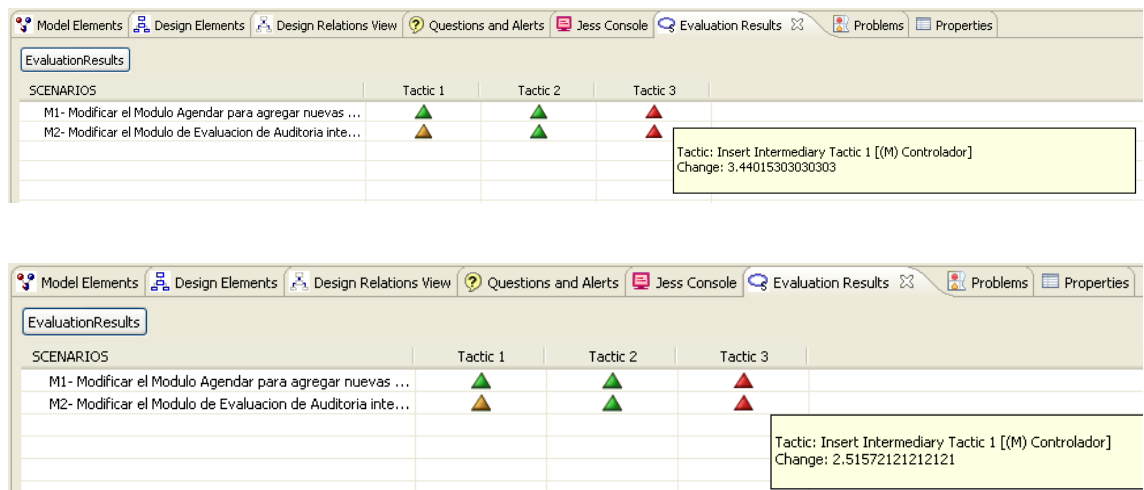 Model Elements Design Elements Design Relations View Questions and Alerts Jess Console Evaluation Results Problems Properties
EvaluationResults
SCENARIOS Tactic 1 Tactic 2 Tactic 3
M1- Modificar el Modulo Agendar para agregar nuevas ...
M2- Modificar el Modulo de Evaluacion de Auditoria inte...
Tactic: Insert Intermediary Tactic 1 [(M) Controlador]
Change: 3.44015303030303
Model Elements Design Elements Design Relations View Questions and Alerts Jess Console Evaluation Results Problems Properties
EvaluationResults
SCENARIOS Tactic 1 Tactic 2 Tactic 3
M1- Modificar el Modulo Agendar para agregar nuevas ...
M2- Modificar el Modulo de Evaluacion de Auditoria inte...
Tactic: Insert Intermediary Tactic 1 [(M) Controlador]
Change: 2.51572121212121